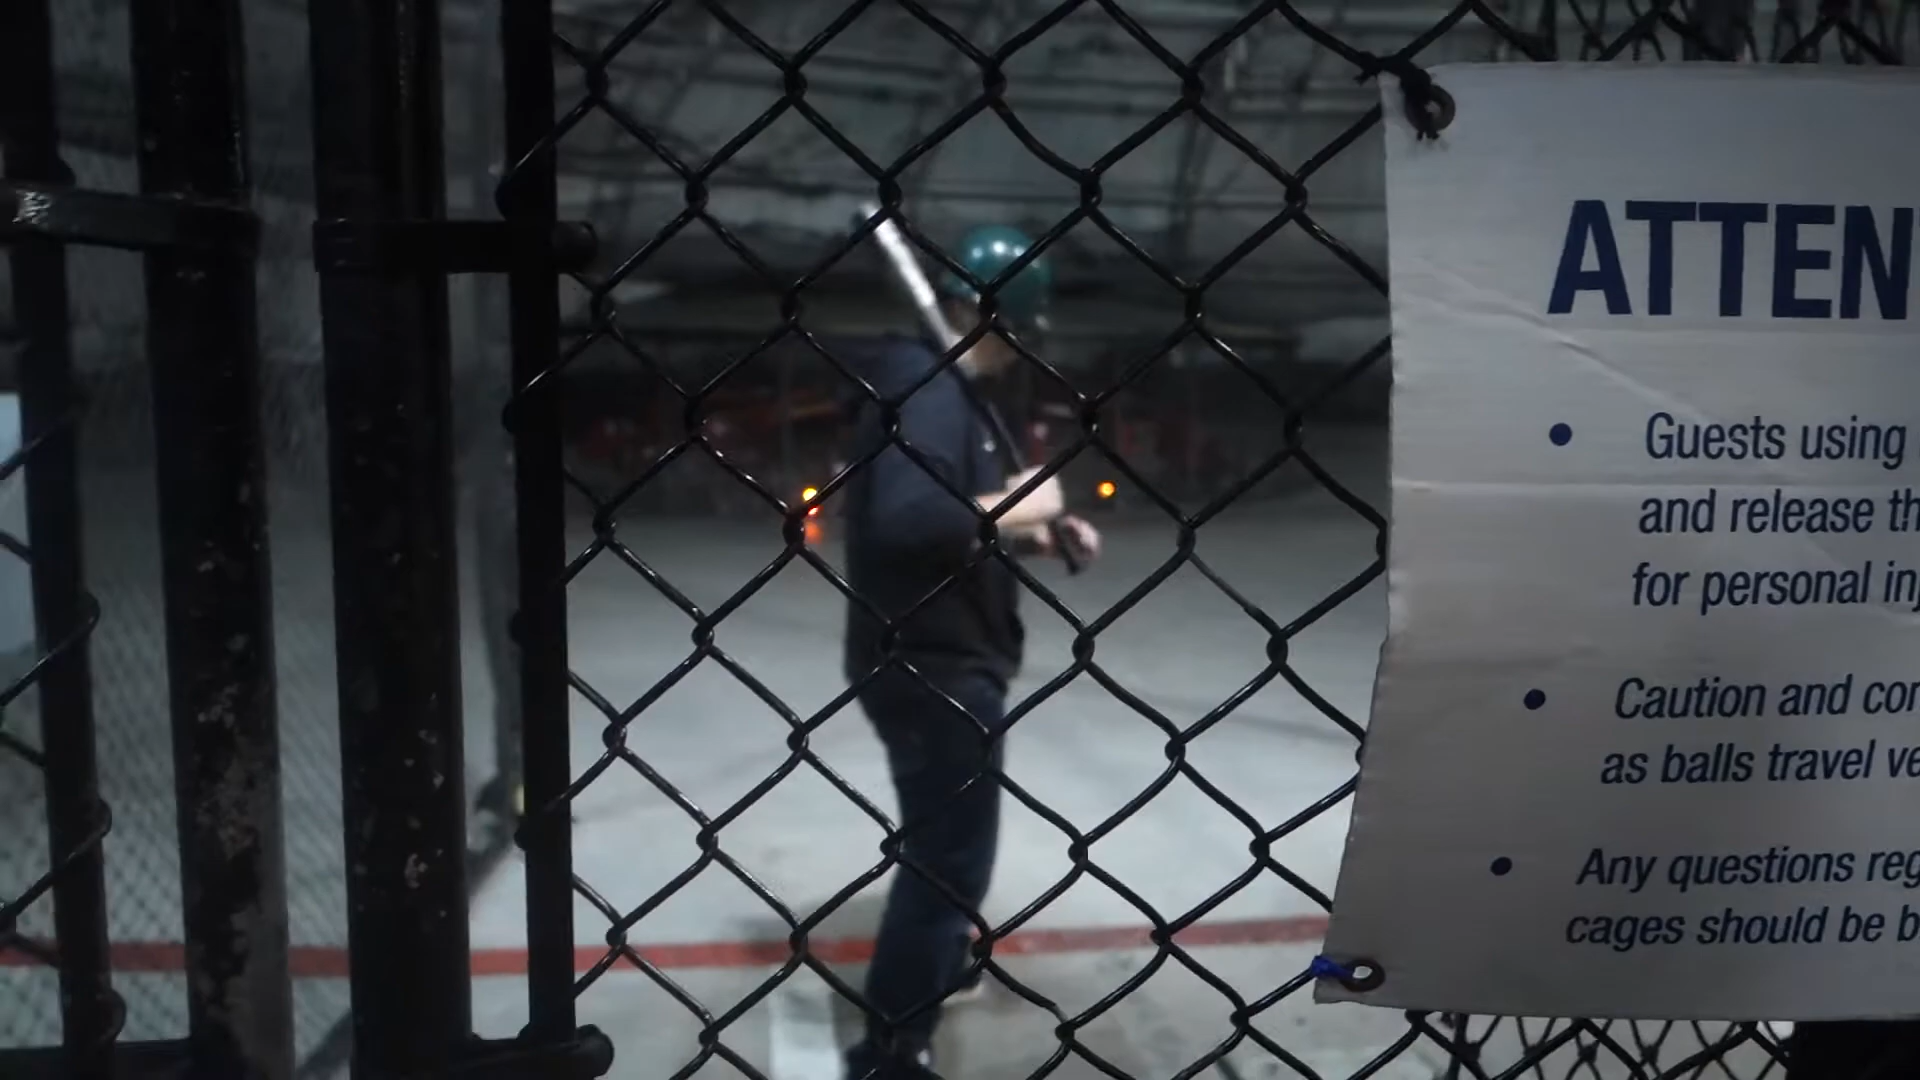 ATTEN
• Guests using
and release th
for personal inj
• Caution and con
as balls travel ve
• Any questions reg
cages should be b